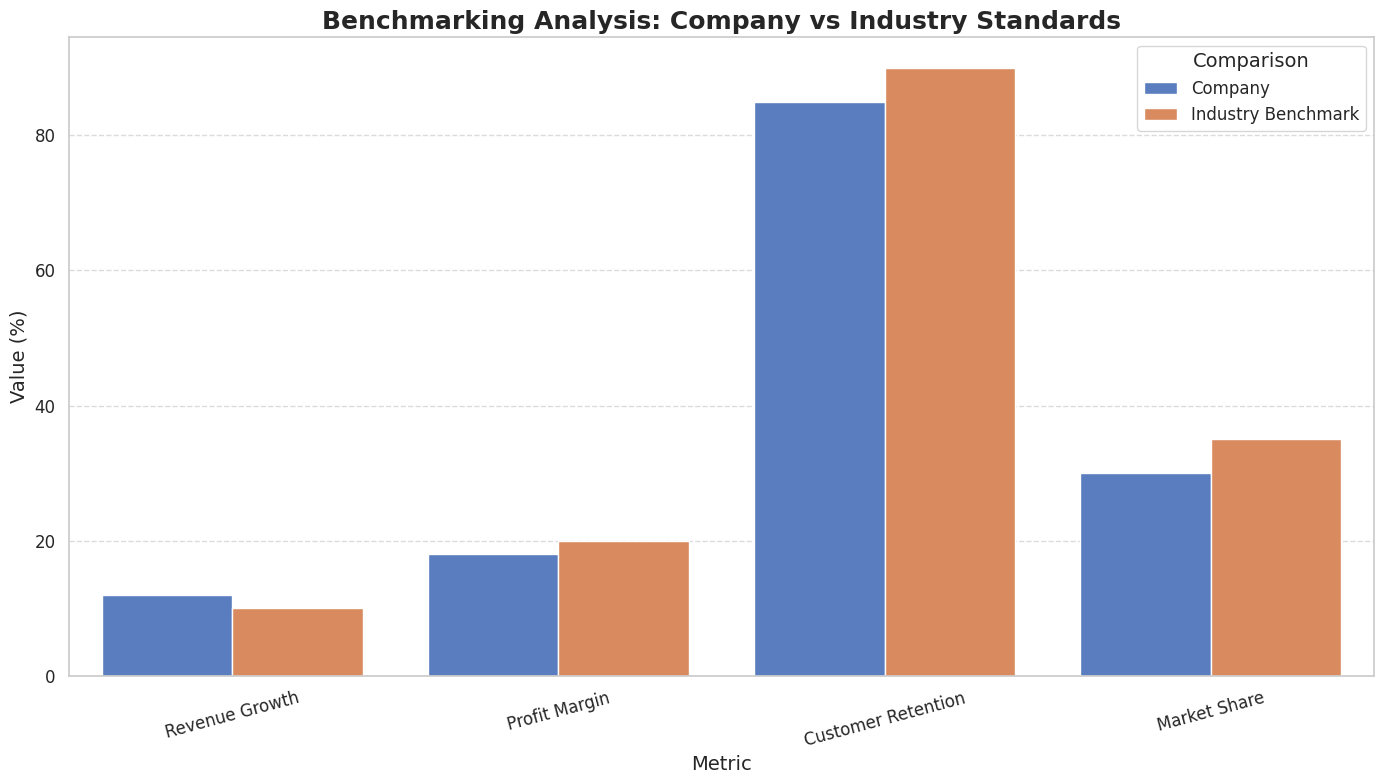 Benchmarking Analysis: Company vs Industry Standards
Comparison
Company
Industry Benchmark
Value (%)
80
60
40
20
0
Revenue Growth
Profit Margin
Customer Retention
Market Share
Metric